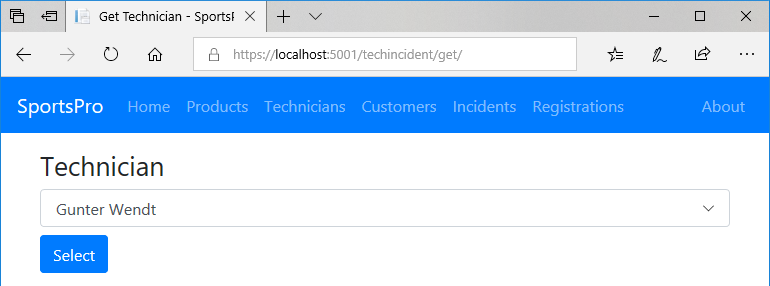 Get Technician - SportsP
https://localhost:5001/techincident/get/
SportsPro Home Products Technicians Customers Incidents Registrations About
Technician
Gunter Wendt
Select